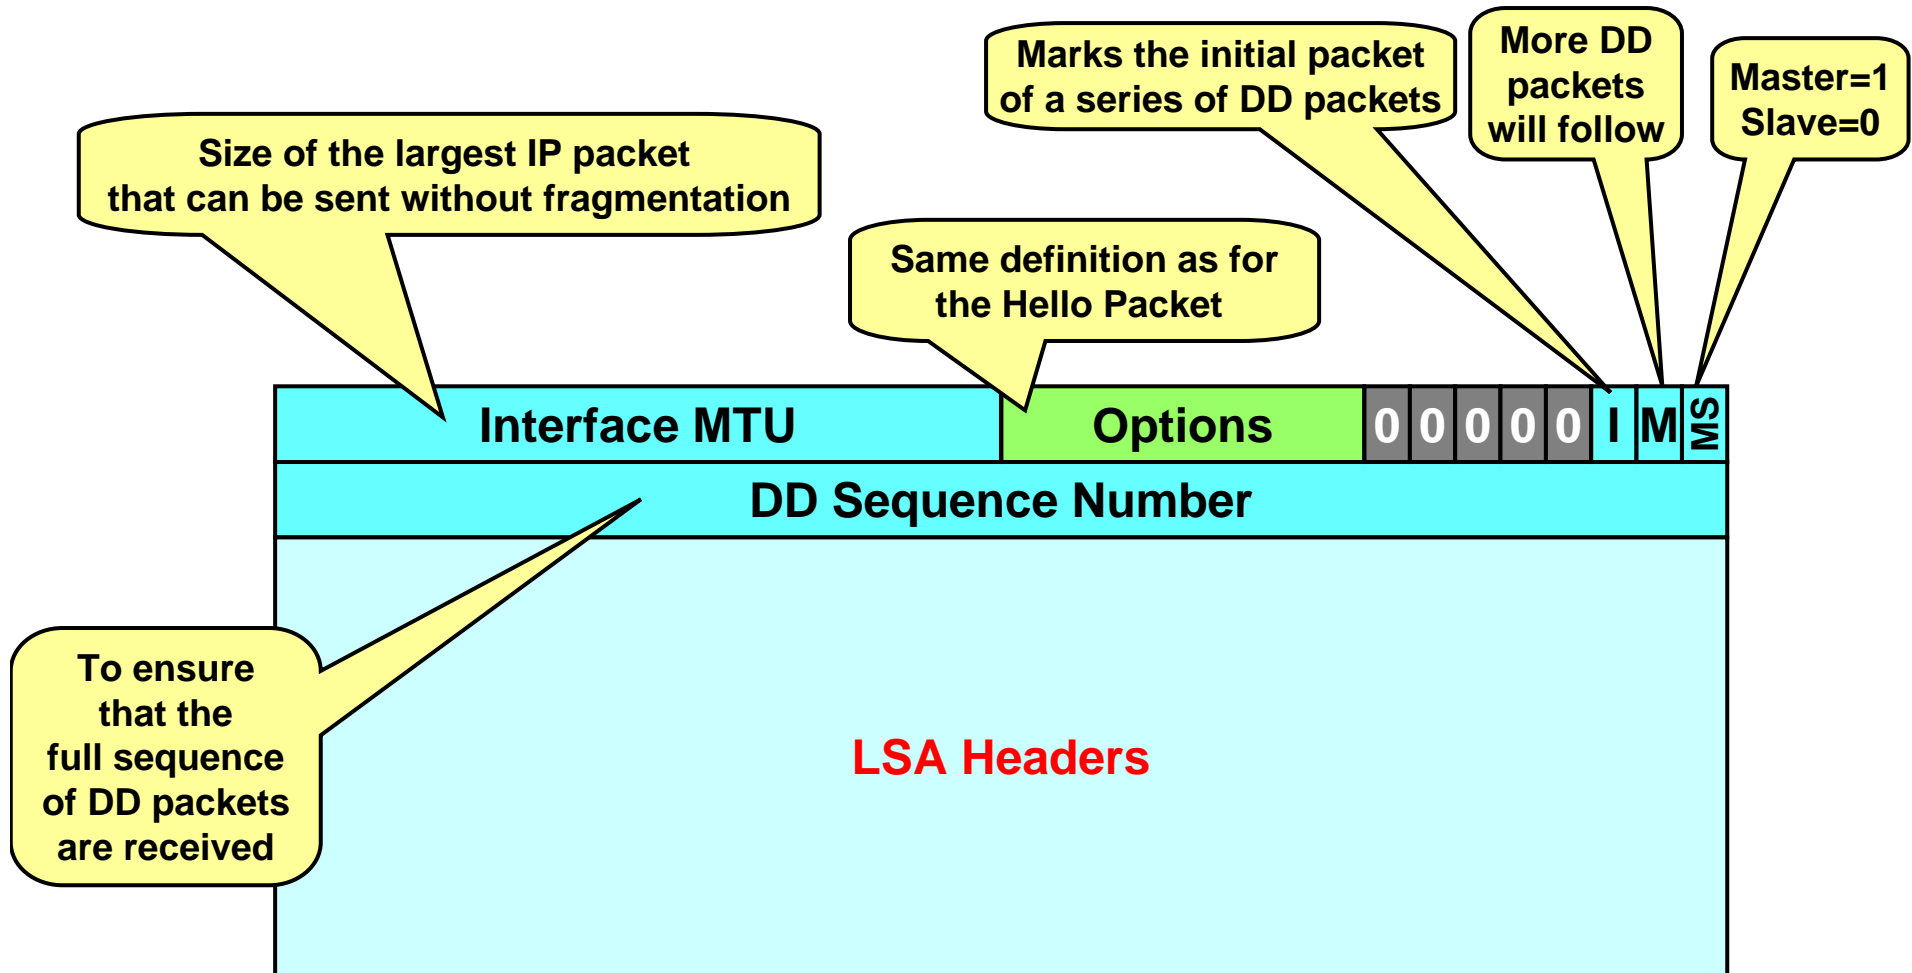 Marks the initial packet
of a series of DD packets
More DD
packets
will follow
Master=1
Slave=0
Size of the largest IP packet
that can be sent without fragmentation
Same definition as for
the Hello Packet
Interface MTU
Options
0 0 0 0 0
I
M
MS
DD Sequence Number
To ensure
that the
full sequence
of DD packets
are received
LSA Headers